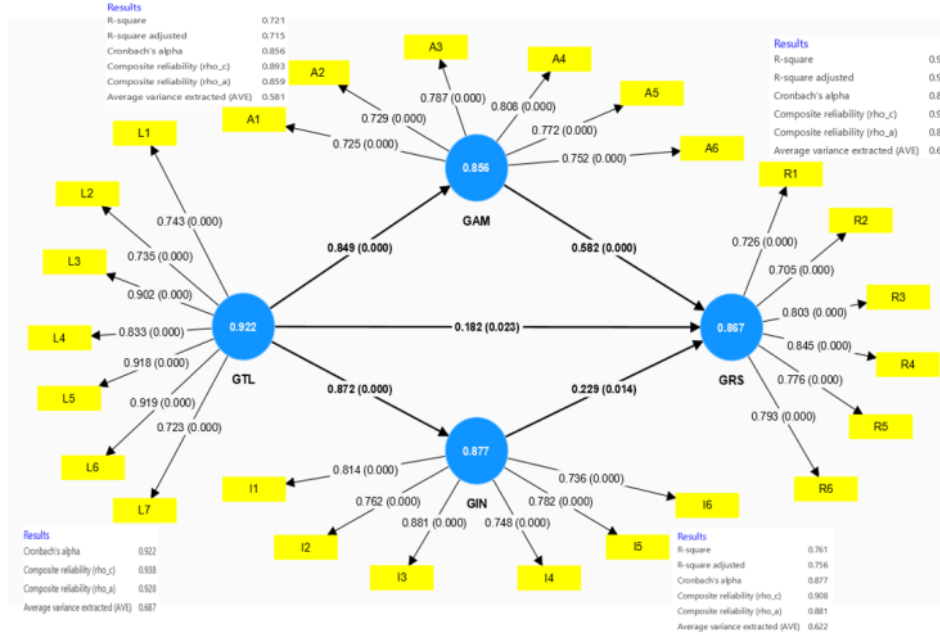 Results
R-square 0.721
R-square adjusted 0.715
Cronbach's alpha 0.856
Composite reliability (rho_c) 0.893
Composite reliability (rho_a) 0.859
Average variance extracted (AVE) 0.581
Results
R-square 0.9
R-square adjusted 0.9
Cronbach's alpha 0.8
Composite reliability (rho_c) 0.9
Composite reliability (rho_a) 0.8
Average variance extracted (AVE) 0.6
A1
A2
A3
A4
A5
A6
0.725 (0.000)
0.729 (0.000)
0.787 (0.000)
0.808 (0.000)
0.772 (0.000)
0.752 (0.000)
0.856
GAM
L1
L2
L3
L4
L5
L6
L7
0.743 (0.000)
0.735 (0.000)
0.902 (0.000)
0.833 (0.000)
0.918 (0.000)
0.919 (0.000)
0.723 (0.000)
0.922
GTL
0.849 (0.000)
0.582 (0.000)
0.182 (0.023)
0.872 (0.000)
0.229 (0.014)
R1
R2
R3
R4
R5
R6
0.726 (0.000)
0.705 (0.000)
0.803 (0.000)
0.845 (0.000)
0.776 (0.000)
0.793 (0.000)
0.867
GRS
0.877
GIN
0.814 (0.000)
0.762 (0.000)
0.881 (0.000)
0.748 (0.000)
0.782 (0.000)
0.736 (0.000)
I1
I2
I3
I4
I5
I6
Results
Cronbach's alpha 0.922
Composite reliability (rho_c) 0.938
Composite reliability (rho_a) 0.928
Average variance extracted (AVE) 0.687
Results
R-square 0.761
R-square adjusted 0.756
Cronbach's alpha 0.877
Composite reliability (rho_c) 0.908
Composite reliability (rho_a) 0.881
Average variance extracted (AVE) 0.622